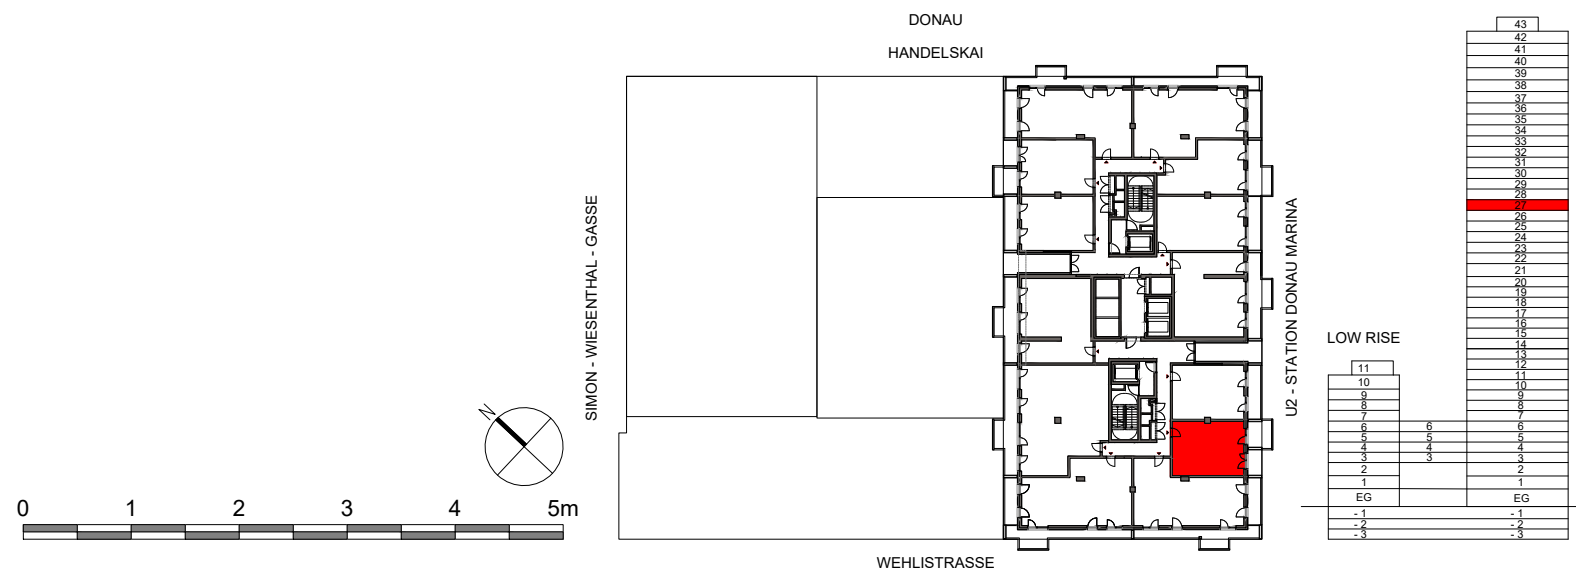 DONAU
HANDELSKAI
SIMON - WIESENTHAL - GASSE
U2 - STATION DONAU MARINA
WEHLISTRASSE
N
0 1 2 3 4 5m
LOW RISE
43
42
41
40
39
38
37
36
35
34
33
32
31
30
29
28
27
26
25
24
23
22
21
20
19
18
17
16
15
14
13
11 12
10 11
9 10
8 9
7 8
7
6 6 6
5 5 5
4 4 4
3 3 3
2 2
1 1
EG EG
- 1 - 1
- 2 - 2
- 3 - 3